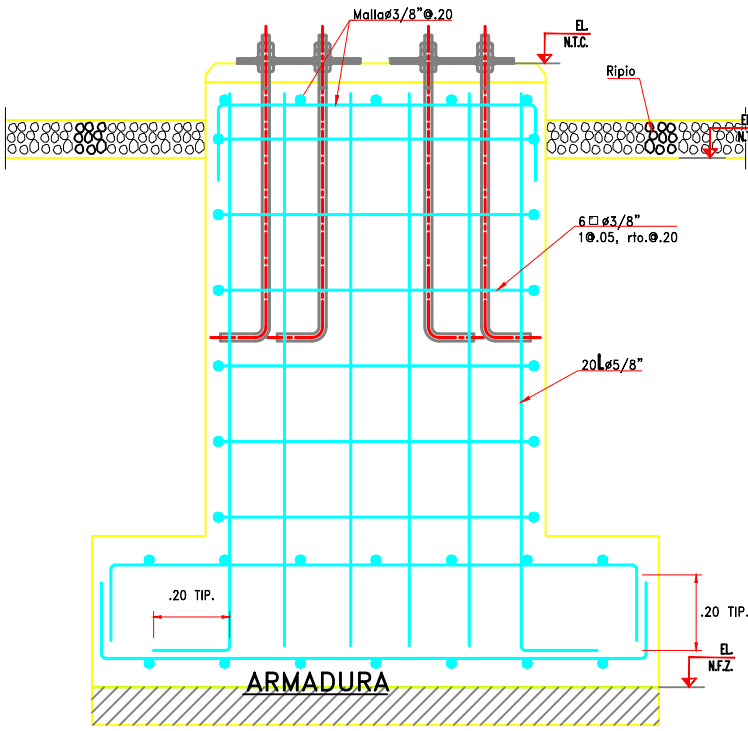 Mallaø3/8"@.20
EL.
N.T.C.
Ripio
EL
N.
6 □ ø3/8"
1@.05, rto.@.20
20Lø5/8"
.20 TIP.
.20 TIP.
EL.
N.F.Z.
ARMADURA